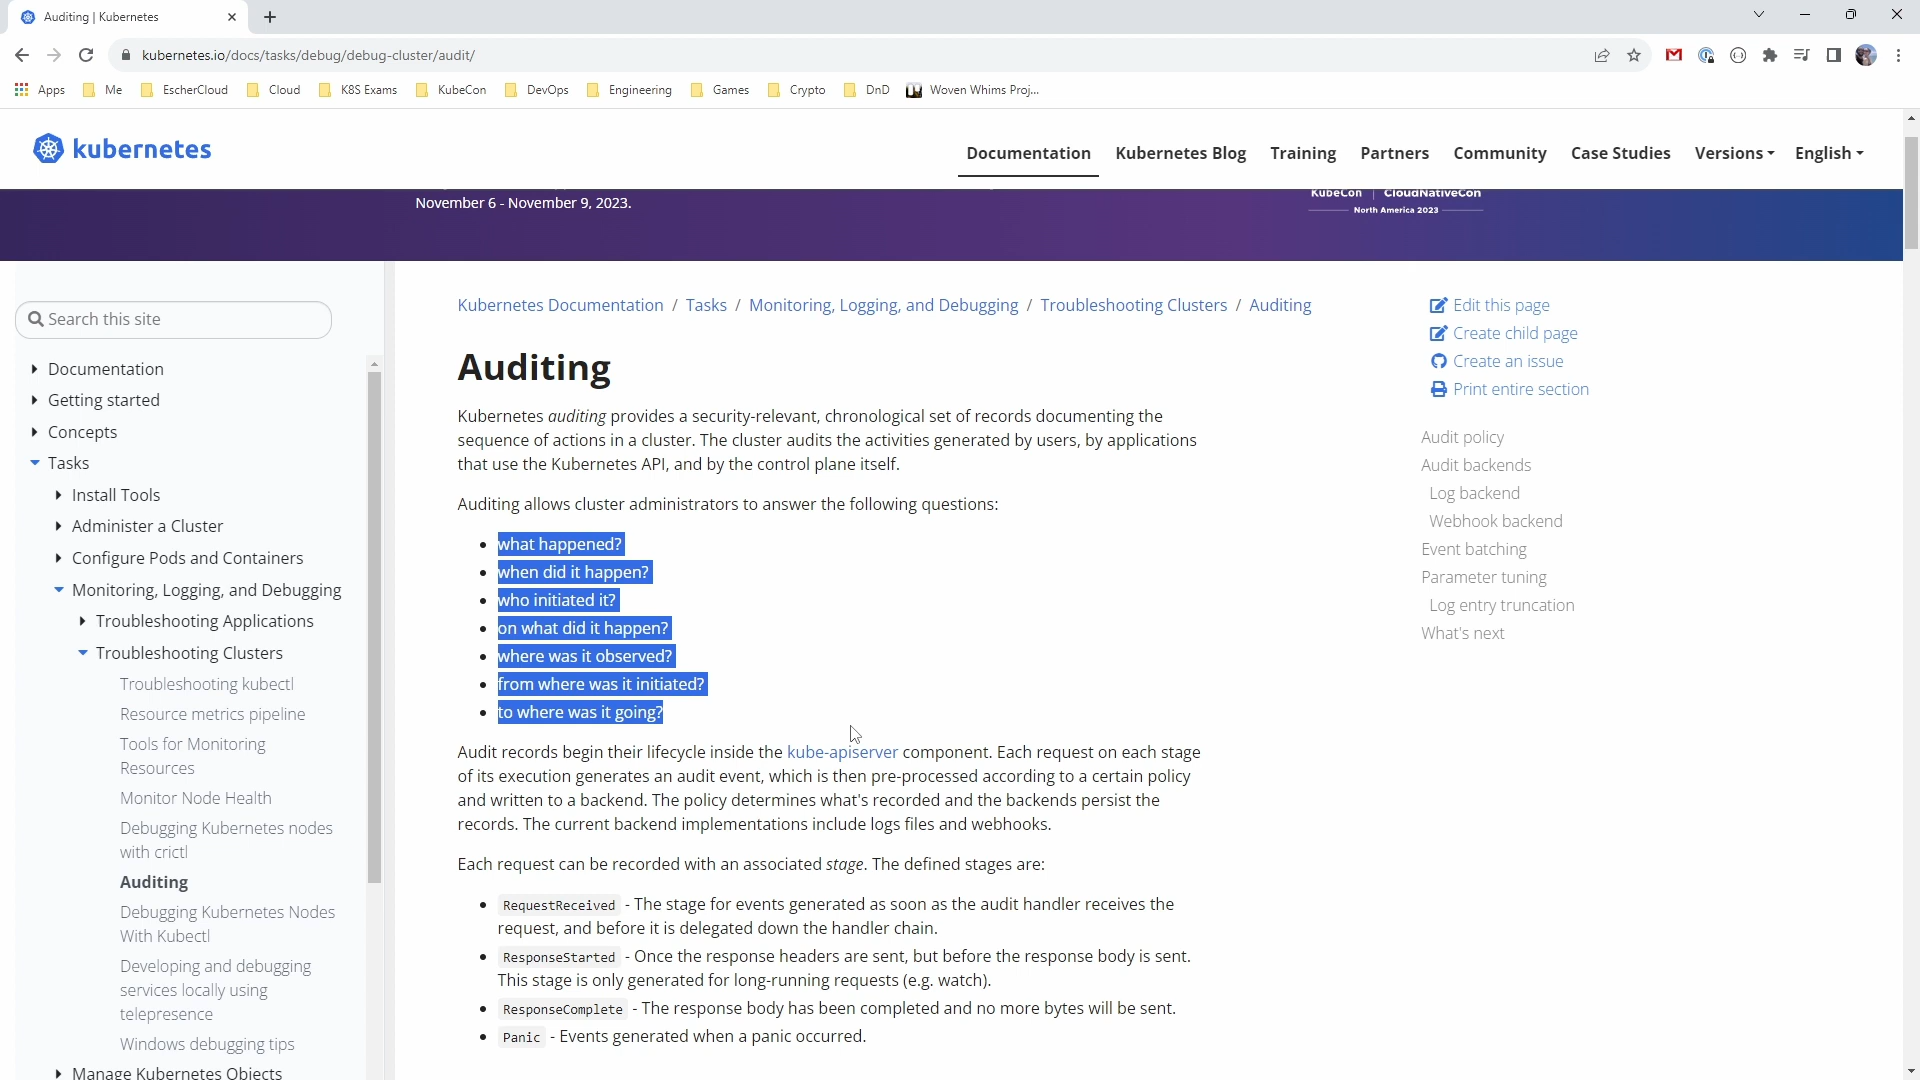 Auditing | Kubernetes
kubernetes.io/docs/tasks/debug/debug-cluster/audit/
Apps Me EscherCloud Cloud K8S Exams KubeCon DevOps Engineering Games Crypto DnD Woven Whims Proj...
kubernetes
Documentation Kubernetes Blog Training Partners Community Case Studies Versions English
November 6 - November 9, 2023.
KubeCon | CloudNativeCon
North America 2023
Search this site
Documentation
Getting started
Concepts
Tasks
Install Tools
Administer a Cluster
Configure Pods and Containers
Monitoring, Logging, and Debugging
Troubleshooting Applications
Troubleshooting Clusters
Troubleshooting kubectl
Resource metrics pipeline
Tools for Monitoring
Resources
Monitor Node Health
Debugging Kubernetes nodes
with crictl
Auditing
Debugging Kubernetes Nodes
With Kubectl
Developing and debugging
services locally using
telepresence
Windows debugging tips
Manage Kubernetes Objects
Kubernetes Documentation / Tasks / Monitoring, Logging, and Debugging / Troubleshooting Clusters / Auditing
Auditing
Kubernetes auditing provides a security-relevant, chronological set of records documenting the
sequence of actions in a cluster. The cluster audits the activities generated by users, by applications
that use the Kubernetes API, and by the control plane itself.
Auditing allows cluster administrators to answer the following questions:
what happened?
when did it happen?
who initiated it?
on what did it happen?
where was it observed?
from where was it initiated?
to where was it going?
Audit records begin their lifecycle inside the kube-apiserver component. Each request on each stage
of its execution generates an audit event, which is then pre-processed according to a certain policy
and written to a backend. The policy determines what's recorded and the backends persist the
records. The current backend implementations include logs files and webhooks.
Each request can be recorded with an associated stage. The defined stages are:
RequestReceived - The stage for events generated as soon as the audit handler receives the
request, and before it is delegated down the handler chain.
ResponseStarted - Once the response headers are sent, but before the response body is sent.
This stage is only generated for long-running requests (e.g. watch).
ResponseComplete - The response body has been completed and no more bytes will be sent.
Panic - Events generated when a panic occurred.
Edit this page
Create child page
Create an issue
Print entire section
Audit policy
Audit backends
Log backend
Webhook backend
Event batching
Parameter tuning
Log entry truncation
What's next